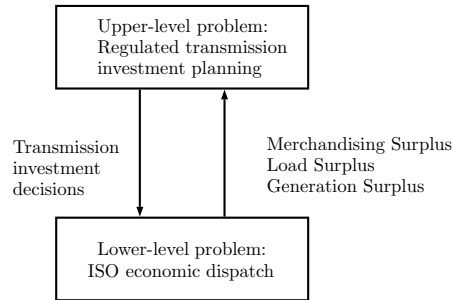 Upper-level problem:
Regulated transmission
investment planning
Transmission
investment
decisions
Merchandising Surplus
Load Surplus
Generation Surplus
Lower-level problem:
ISO economic dispatch